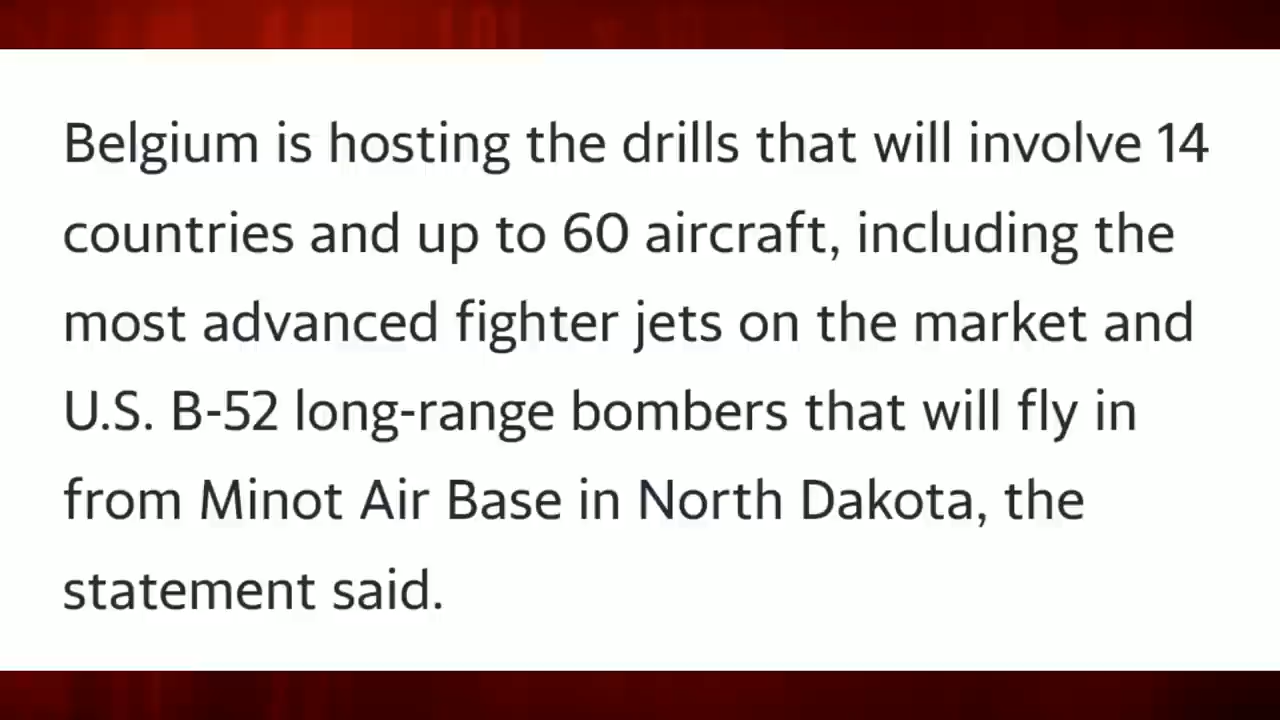 Belgium is hosting the drills that will involve 14
countries and up to 60 aircraft, including the
most advanced fighter jets on the market and
U.S. B-52 long-range bombers that will fly in
from Minot Air Base in North Dakota, the
statement said.